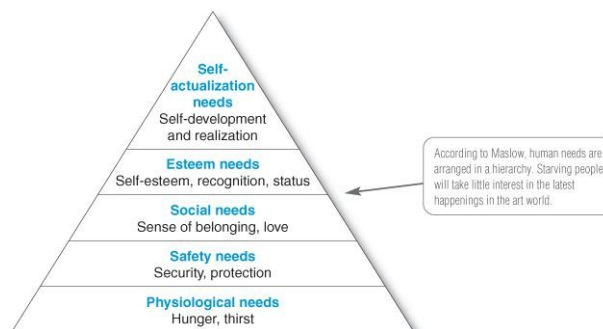 Self-
actualization
needs
Self-development
and realization
Esteem needs
Self-esteem, recognition, status
Social needs
Sense of belonging, love
Safety needs
Security, protection
Physiological needs
Hunger, thirst
According to Maslow, human needs are
arranged in a hierarchy. Starving people
will take little interest in the latest
happenings in the art world.